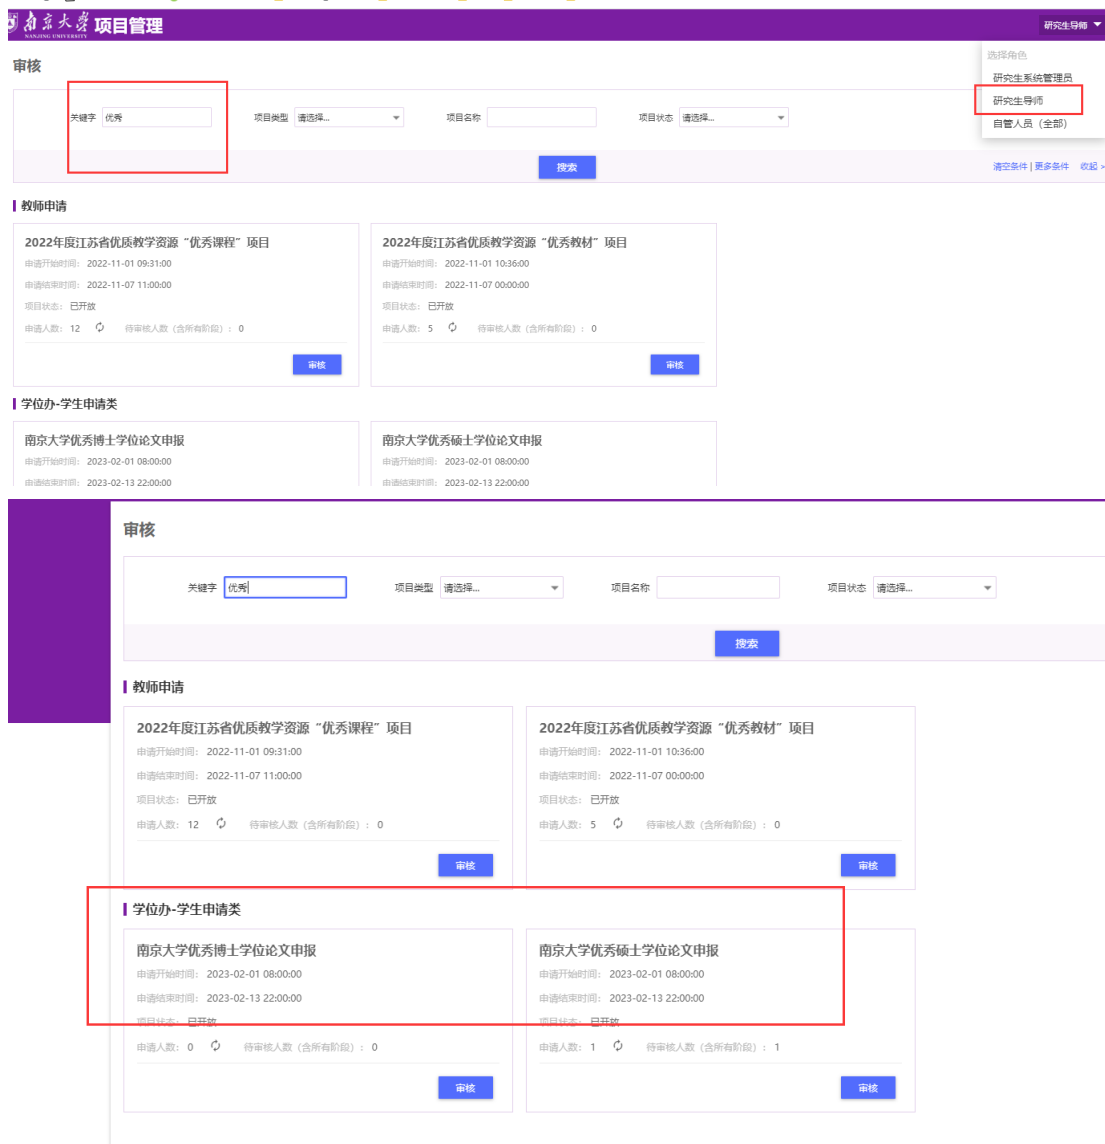 南京大学 项目管理
NANJING UNIVERSITY
研究生导师
审核
选择角色
研究生系统管理员
研究生导师
自管人员（全部）
关键字 优秀 项目类型 请选择... 项目名称 项目状态 请选择...
搜索
清空条件 | 更多条件 收起
教师申请
2022年度江苏省优质教学资源“优秀课程”项目 2022年度江苏省优质教学资源“优秀教材”项目
申请开始时间： 2022-11-01 09:31:00 申请开始时间： 2022-11-01 10:36:00
申请结束时间： 2022-11-07 11:00:00 申请结束时间： 2022-11-07 00:00:00
项目状态： 已开放 项目状态： 已开放
申请人数： 12 待审核人数（含所有阶段）: 0 申请人数： 5 待审核人数（含所有阶段）: 0
审核 审核
学位办-学生申请类
南京大学优秀博士学位论文申报 南京大学优秀硕士学位论文申报
申请开始时间： 2023-02-01 08:00:00 申请开始时间： 2023-02-01 08:00:00
申请结束时间： 2023-02-13 22:00:00 申请结束时间： 2023-02-13 22:00:00
审核
关键字 优秀 项目类型 请选择... 项目名称 项目状态 请选择...
搜索
教师申请
2022年度江苏省优质教学资源“优秀课程”项目 2022年度江苏省优质教学资源“优秀教材”项目
申请开始时间： 2022-11-01 09:31:00 申请开始时间： 2022-11-01 10:36:00
申请结束时间： 2022-11-07 11:00:00 申请结束时间： 2022-11-07 00:00:00
项目状态： 已开放 项目状态： 已开放
申请人数： 12 待审核人数（含所有阶段）: 0 申请人数： 5 待审核人数（含所有阶段）: 0
审核 审核
学位办-学生申请类
南京大学优秀博士学位论文申报 南京大学优秀硕士学位论文申报
申请开始时间： 2023-02-01 08:00:00 申请开始时间： 2023-02-01 08:00:00
申请结束时间： 2023-02-13 22:00:00 申请结束时间： 2023-02-13 22:00:00
项目状态： 已开放 项目状态： 已开放
申请人数： 0 待审核人数（含所有阶段）: 0 申请人数： 1 待审核人数（含所有阶段）: 1
审核 审核